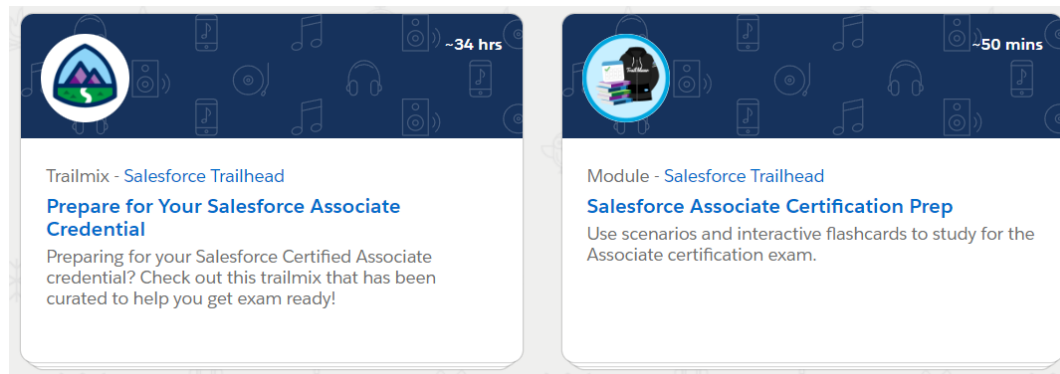 ~34 hrs
Trailmix - Salesforce Trailhead
Prepare for Your Salesforce Associate
Credential
Preparing for your Salesforce Certified Associate
credential? Check out this trailmix that has been
curated to help you get exam ready!
~50 mins
Module - Salesforce Trailhead
Salesforce Associate Certification Prep
Use scenarios and interactive flashcards to study for the
Associate certification exam.